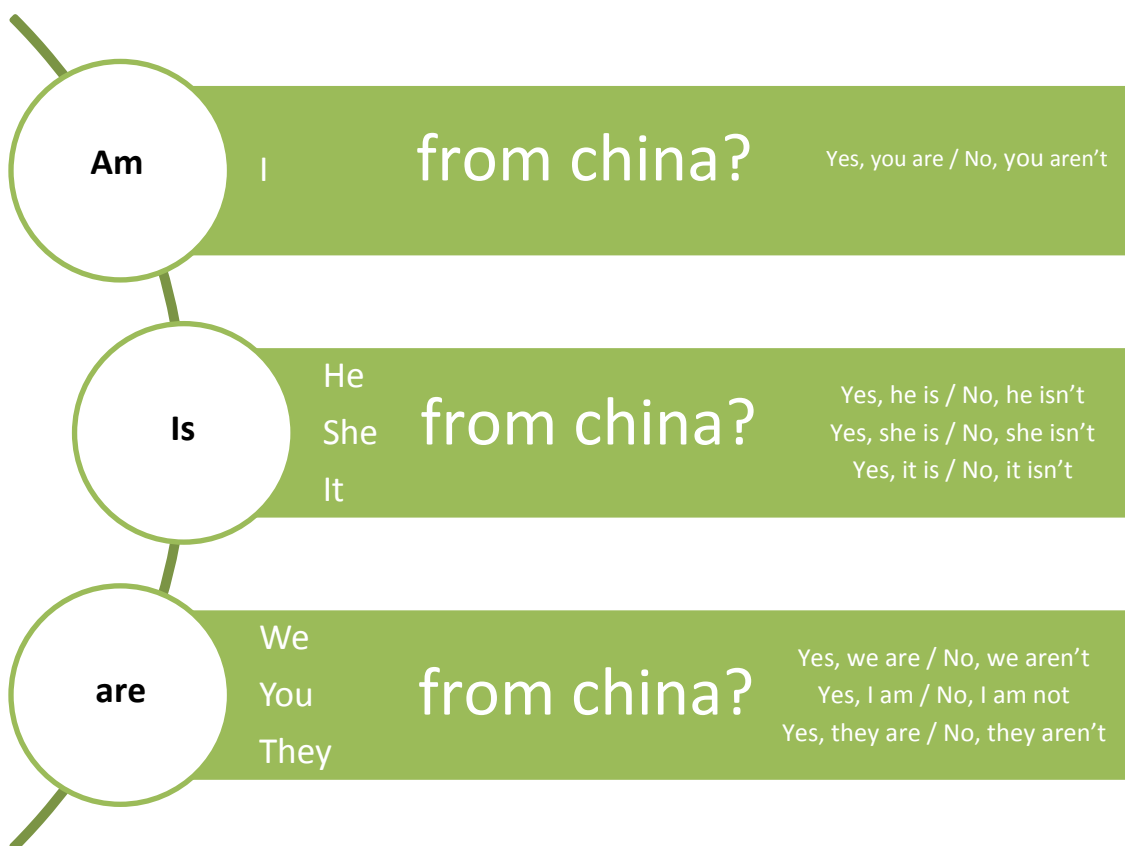 Am
I
from china?
Yes, you are / No, you aren’t
Is
He
She
It
from china?
Yes, he is / No, he isn’t
Yes, she is / No, she isn’t
Yes, it is / No, it isn’t
are
We
You
They
from china?
Yes, we are / No, we aren’t
Yes, I am / No, I am not
Yes, they are / No, they aren’t